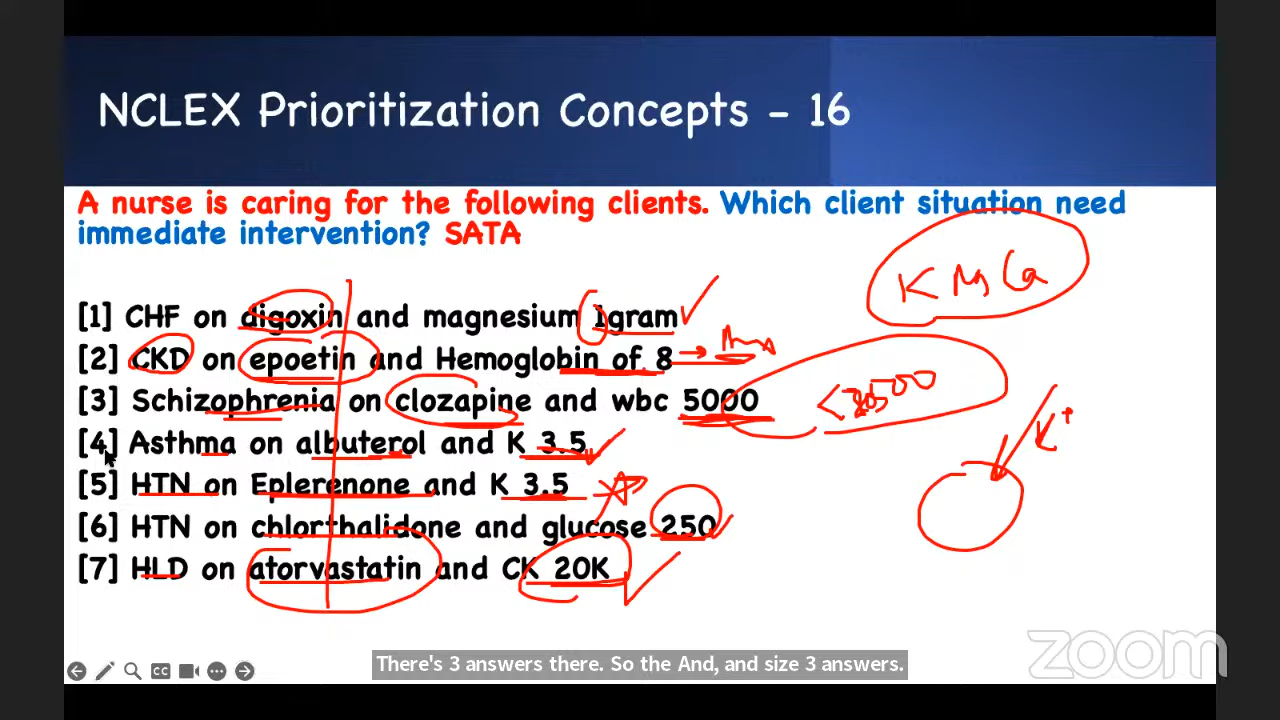 NCLEX Prioritization Concepts - 16
A nurse is caring for the following clients. Which client situation need
immediate intervention? SATA
K Mg Ca
[1] CHF on digoxin and magnesium 1gram
[2] CKD on epoetin and Hemoglobin of 8
[3] Schizophrenia on clozapine and wbc 5000
[4] Asthma on albuterol and K 3.5
K+
[5] HTN on Eplerenone and K 3.5
[6] HTN on chlorthalidone and glucose 250
[7] HLD on atorvastatin and CK 20K
There's 3 answers there. So the And, and size 3 answers.
zoom